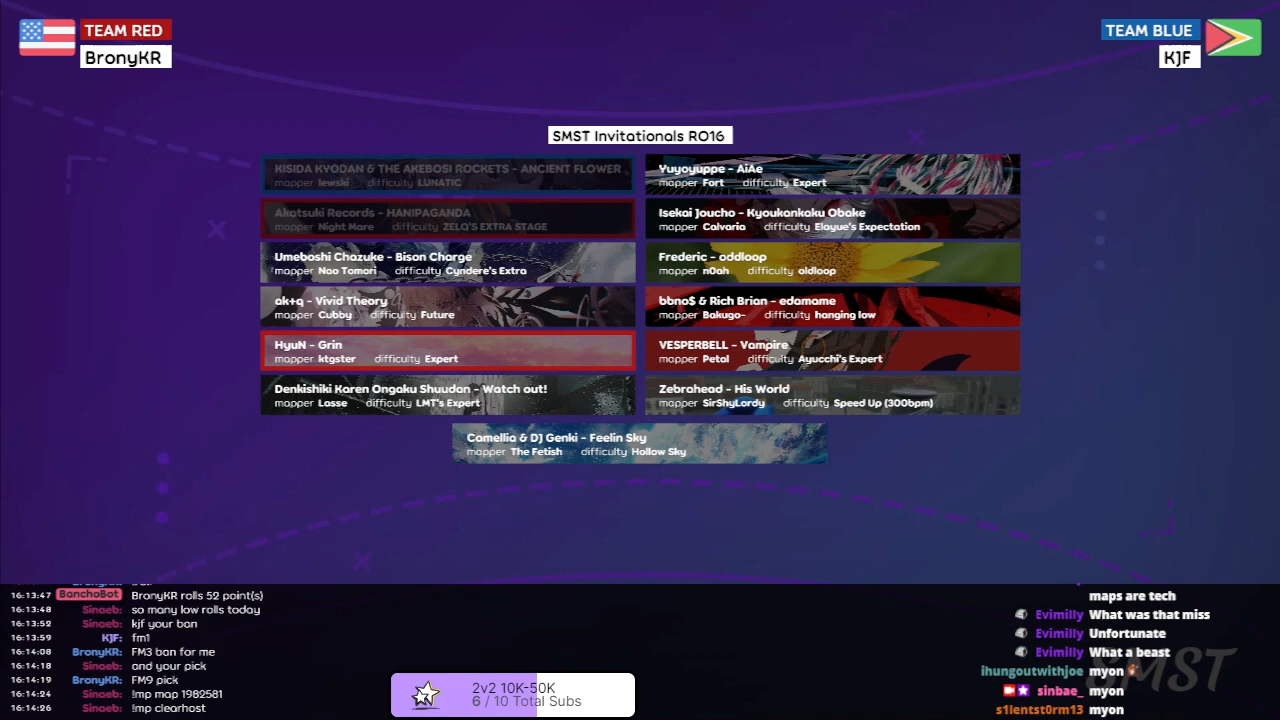 TEAM RED
BronyKR
TEAM BLUE
KJF
SMST Invitationals RO16
KISIDA KYODAN & THE AKEBOSI ROCKETS - ANCIENT FLOWER
mapper lewski difficulty LUNATIC
Akatsuki Records - HANIPAGANDA
mapper Night Mare difficulty ZELQ'S EXTRA STAGE
Umeboshi Chazuke - Bison Charge
mapper Nao Tomori difficulty Cyndere's Extra
ak+q - Vivid Theory
mapper Cubby difficulty Future
HyuN - Grin
mapper ktgster difficulty Expert
Denkishiki Karen Ongaku Shuudan - Watch out!
mapper Lasse difficulty LMT's Expert
Yuyoyuppe - AiAe
mapper Fort difficulty Expert
Isekai Joucho - Kyoukankaku Obake
mapper Calvaria difficulty Elayue's Expectation
Frederic - oddloop
mapper n0ah difficulty oldloop
bbno$ & Rich Brian - edamame
mapper Bakugo- difficulty hanging low
VESPERBELL - Vampire
mapper Petal difficulty Ayucchi's Expert
Zebrahead - His World
mapper SirShyLordy difficulty Speed Up (300bpm)
Camellia & DJ Genki - Feelin Sky
mapper The Fetish difficulty Hollow Sky
16:13:47 BanchoBot BronyKR rolls 52 point(s)
16:13:48 Sinaeb: so many low rolls today
16:13:52 Sinaeb: kjf your ban
16:13:59 KJF: fm1
16:14:08 BronyKR: FM3 ban for me
16:14:18 Sinaeb: and your pick
16:14:19 BronyKR: FM9 pick
16:14:24 Sinaeb: !mp map 1982581
16:14:26 Sinaeb: !mp clearhost
2v2 10K-50K
6 / 10 Total Subs
maps are tech
Evimilly What was that miss
Evimilly Unfortunate
Evimilly What a beast
ihungoutwithjoe myon
sinbae_ myon
s1lentst0rm13 myon
SMST